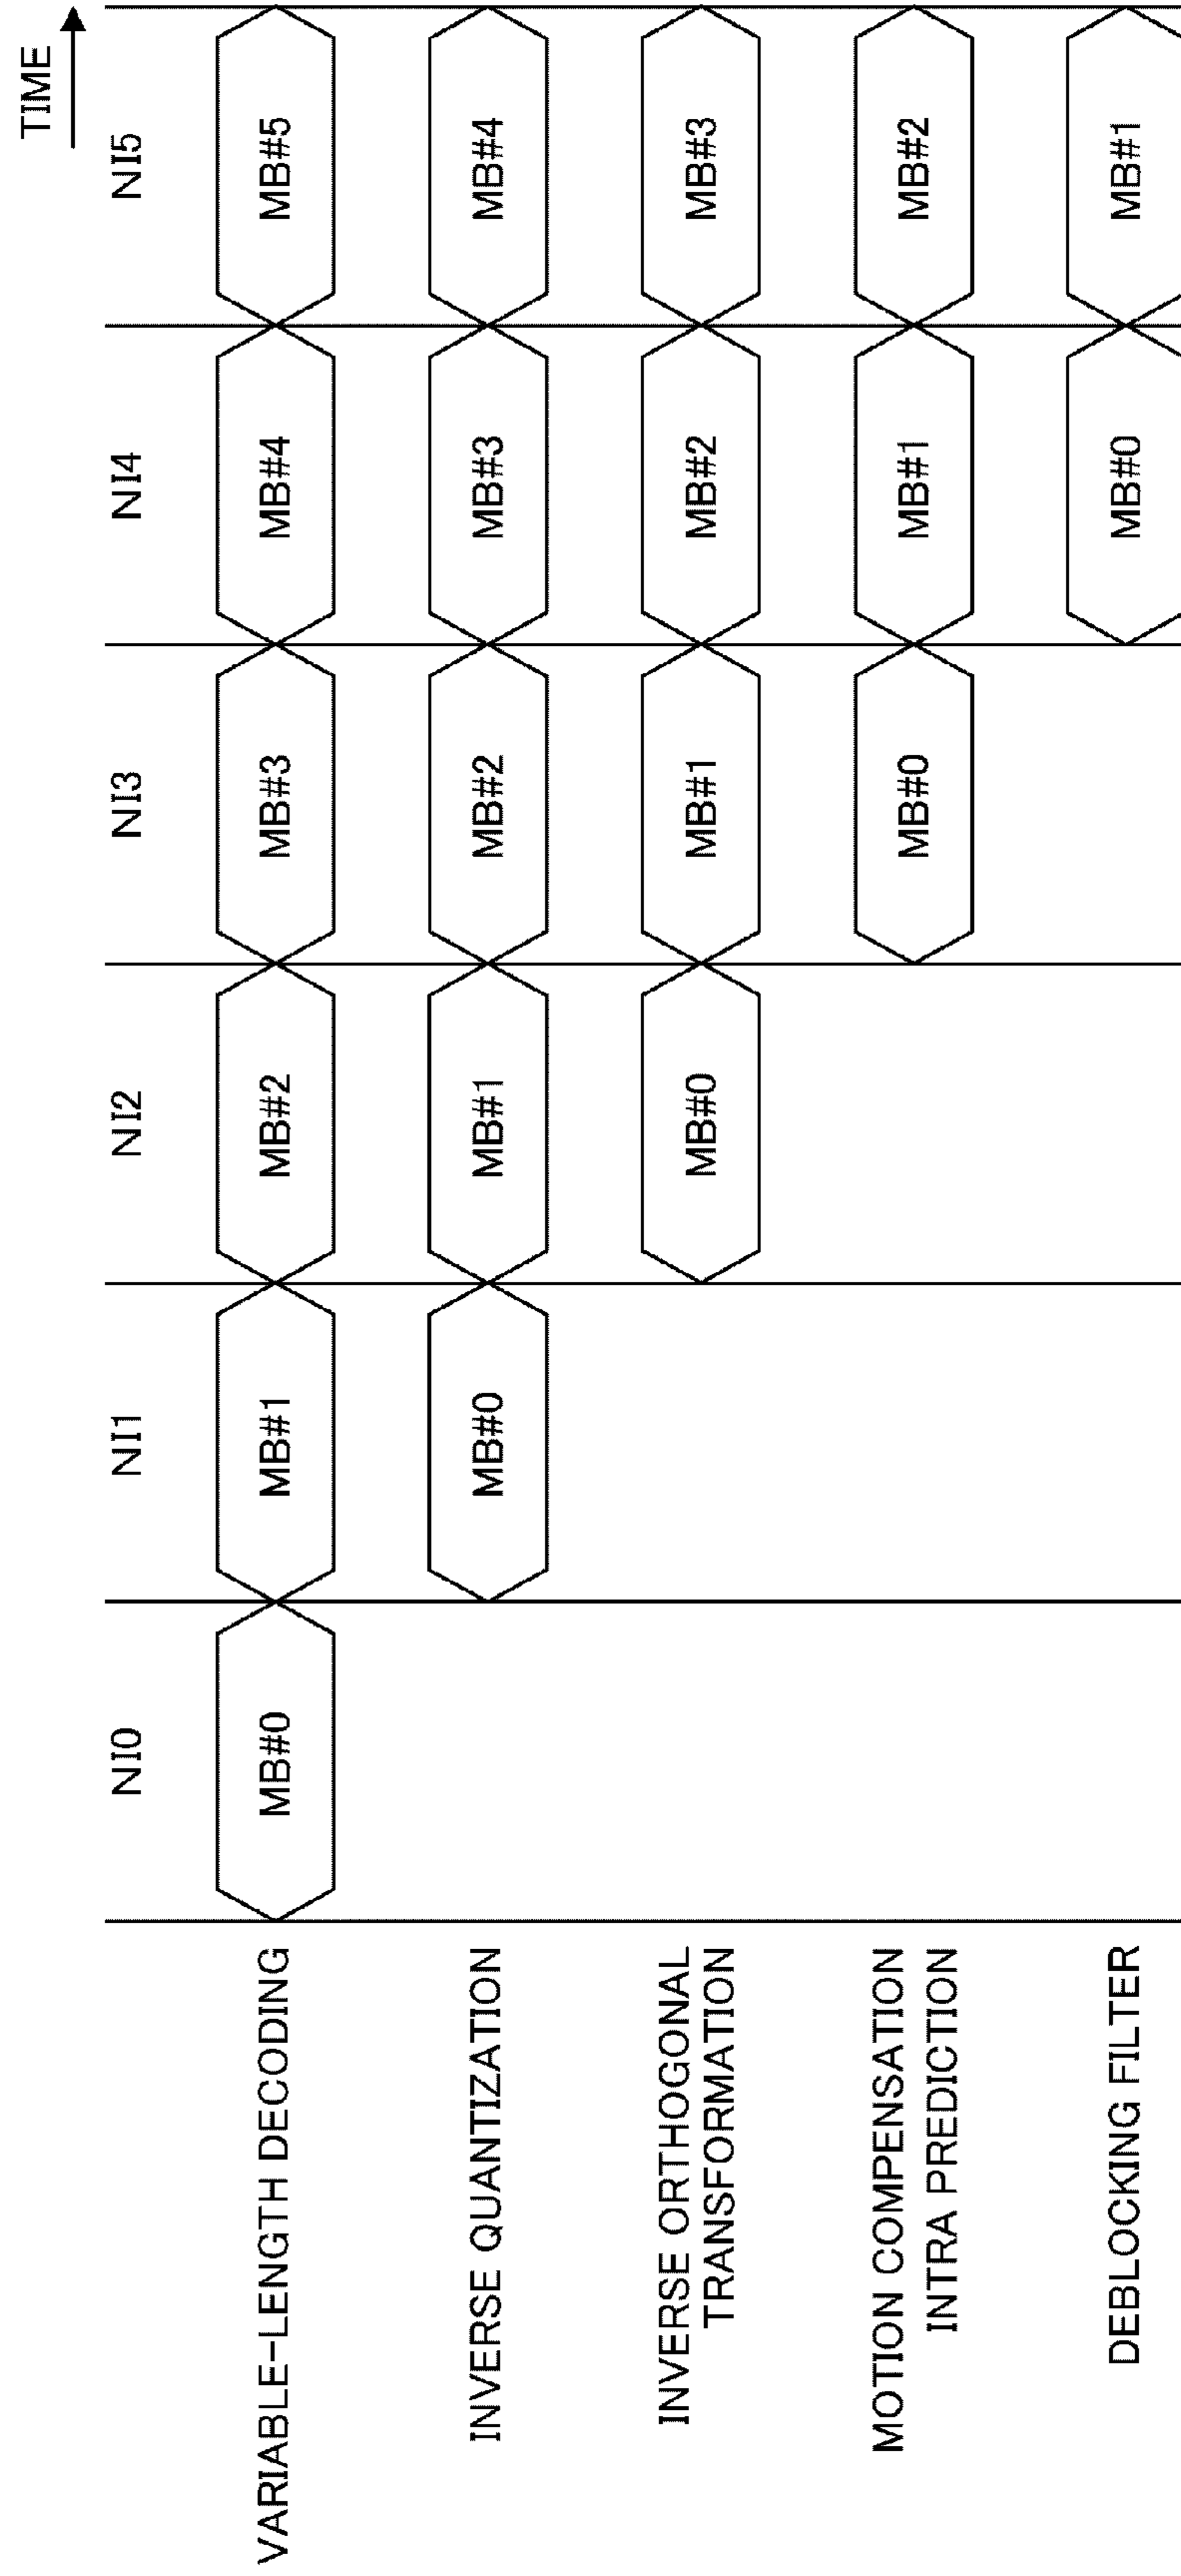 TIME
NI0 NI1 NI2 NI3 NI4 NI5
VARIABLE-LENGTH DECODING MB#0 MB#1 MB#2 MB#3 MB#4 MB#5
INVERSE QUANTIZATION MB#0 MB#1 MB#2 MB#3 MB#4
INVERSE ORTHOGONAL
TRANSFORMATION MB#0 MB#1 MB#2 MB#3
MOTION COMPENSATION
INTRA PREDICTION MB#0 MB#1 MB#2
DEBLOCKING FILTER MB#0 MB#1